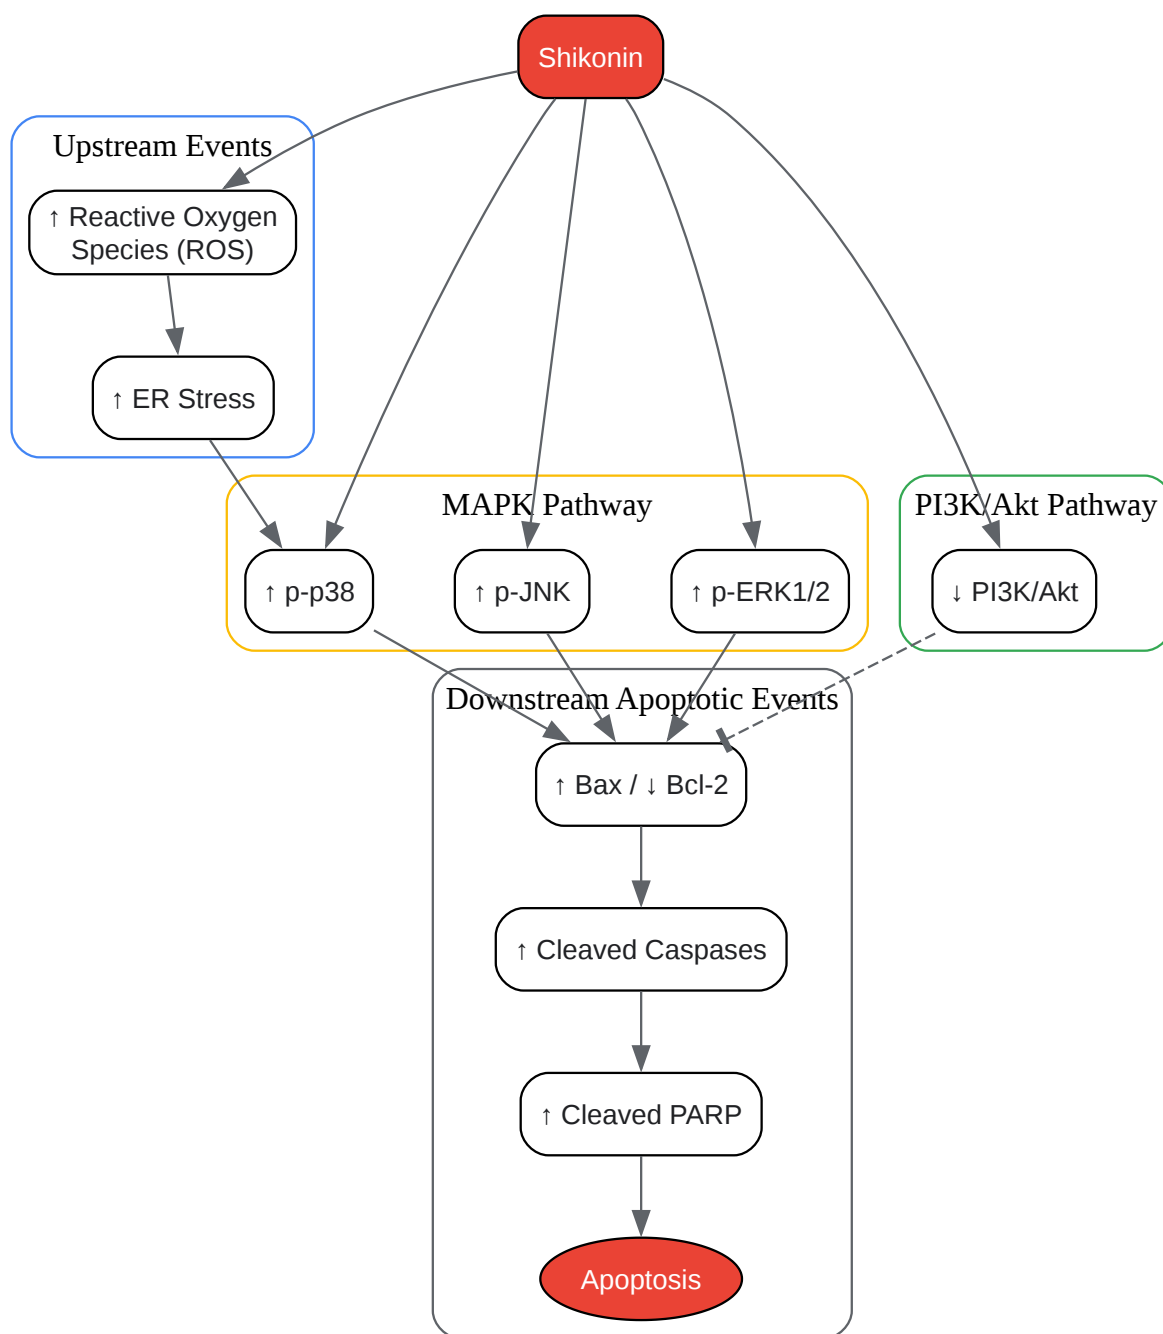 Shikonin
Upstream Events
↑ Reactive Oxygen
Species (ROS)
↑ ER Stress
MAPK Pathway
PI3K/Akt Pathway
↑ p-p38
↑ p-JNK
↑ p-ERK1/2
↓ PI3K/Akt
Downstream Apoptotic Events
↑ Bax / ↓ Bcl-2
↑ Cleaved Caspases
↑ Cleaved PARP
Apoptosis